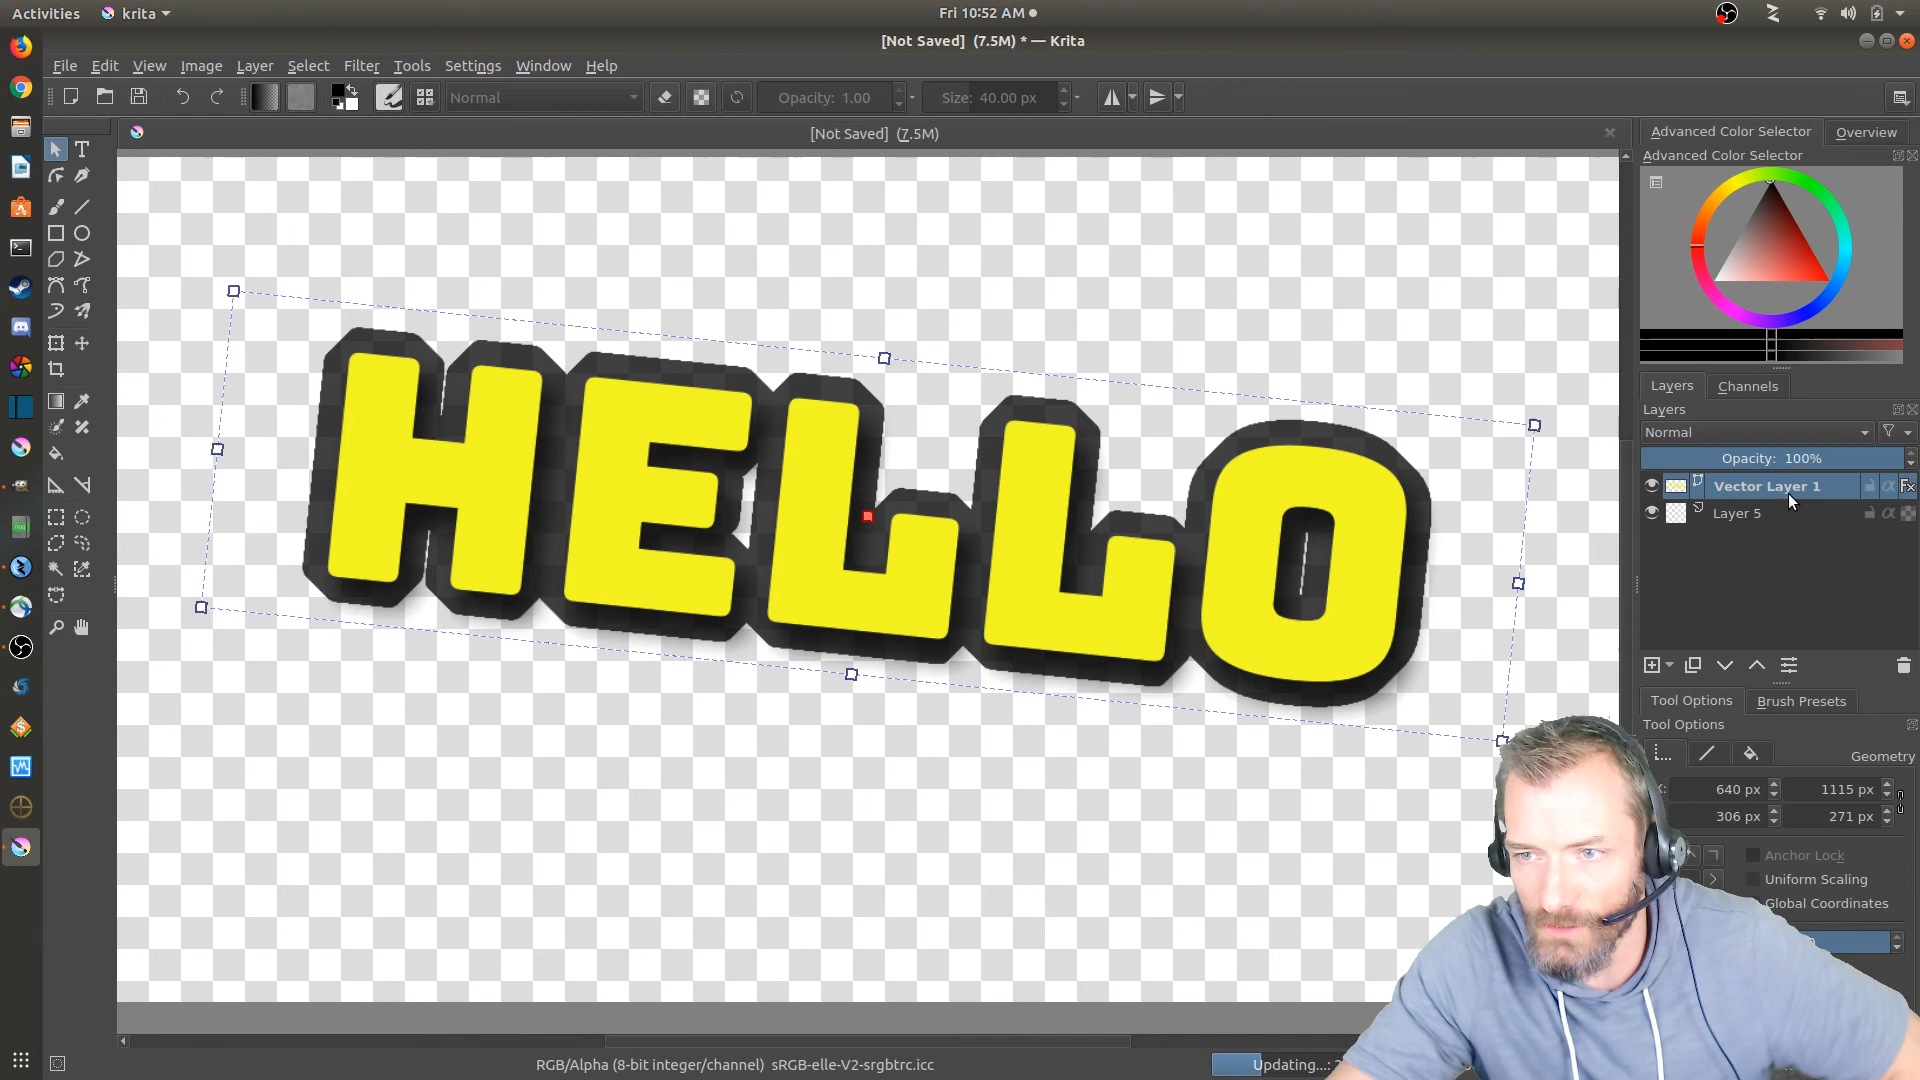 Activities krita Fri 10:52 AM
[Not Saved] (7.5M) * — Krita
File Edit View Image Layer Select Filter Tools Settings Window Help
Normal Opacity: 1.00 Size: 40.00 px
[Not Saved] (7.5M)
Advanced Color Selector Overview
Advanced Color Selector
HELLO
Layers Channels
Layers
Normal
Opacity: 100%
Vector Layer 1 Fx
Layer 5
Tool Options Brush Presets
Tool Options
Geometry
640 px 1115 px
306 px 271 px
Anchor Lock
Uniform Scaling
Global Coordinates
RGB/Alpha (8-bit integer/channel) sRGB-elle-V2-srgbtrc.icc
Updating...: